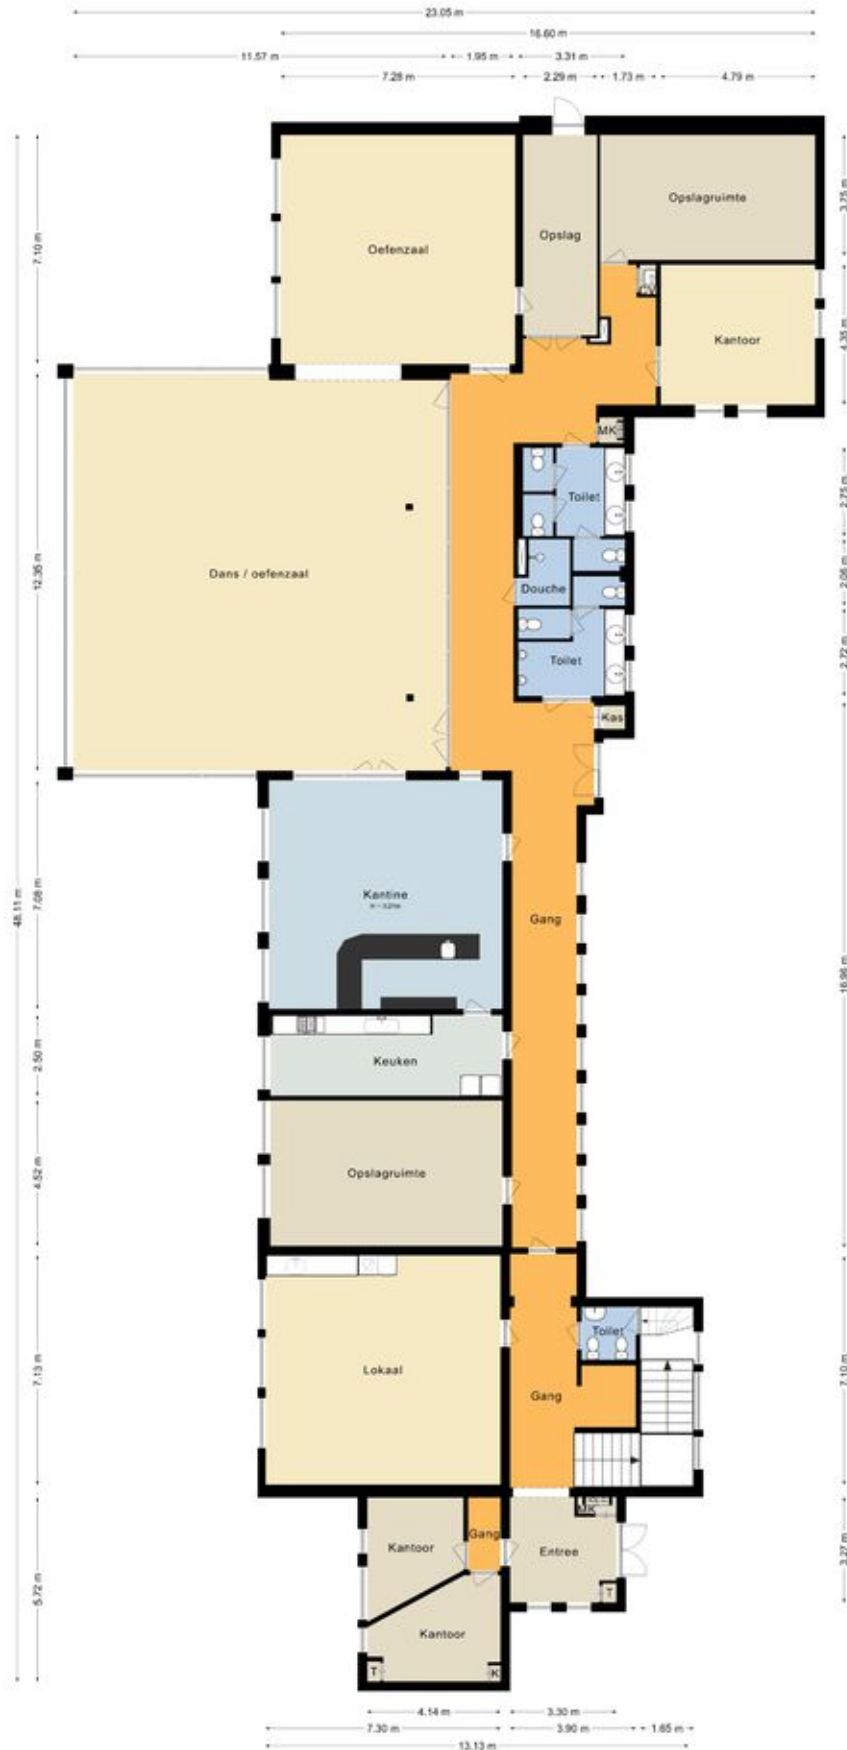 23.05 m
16.60 m
11.57 m
1.95 m
3.31 m
7.28 m
2.29 m
1.73 m
4.79 m
7.10 m
3.75 m
4.35 m
Oefenzaal
Opslag
Opslagruimte
Kantoor
CV
MK
Toilet
2.75 m
12.35 m
Dans / oefenzaal
Douche
2.06 m
Toilet
2.72 m
Kas
48.11 m
7.08 m
Kantine
Gang
16.96 m
2.50 m
Keuken
4.52 m
Opslagruimte
Toilet
7.13 m
Lokaal
Gang
7.10 m
MK
Kantoor
Gang
Entree
3.27 m
5.72 m
T
Kantoor
T
K
4.14 m
3.30 m
7.30 m
3.90 m
1.65 m
13.13 m